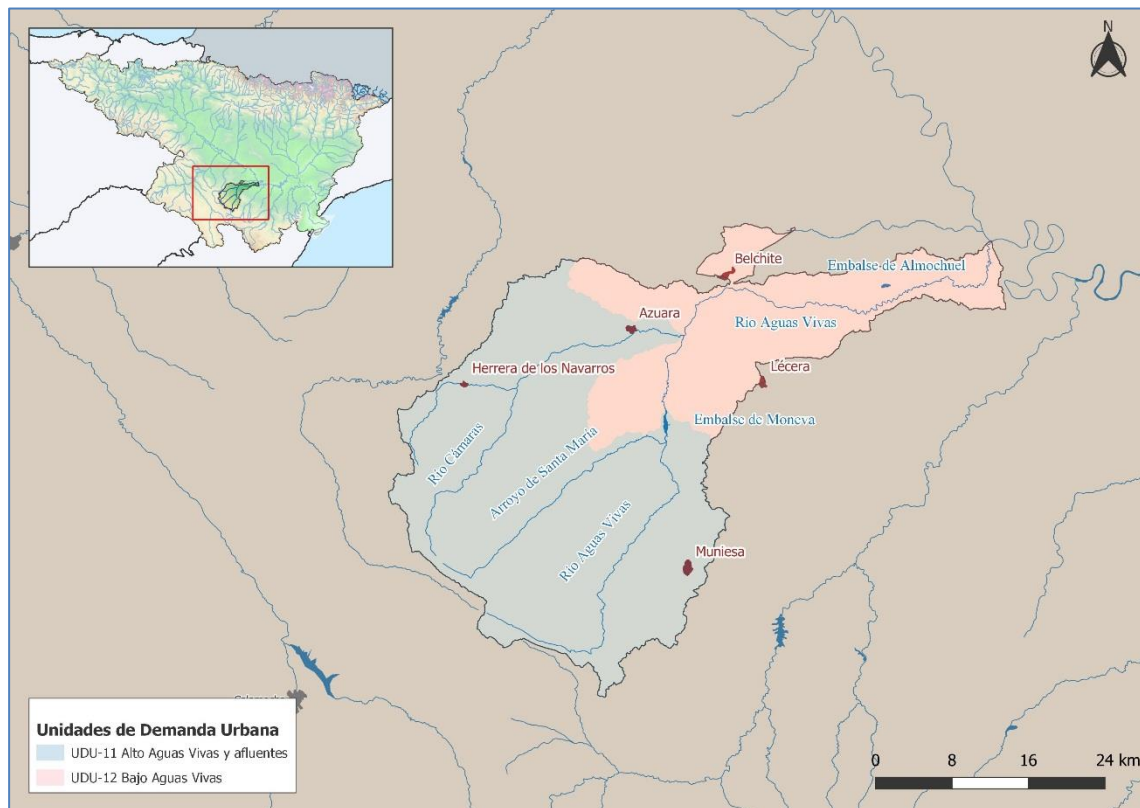 N
Belchite
Embalse de Almochuel
Azuara
Río Aguas Vivas
Herrera de los Navarros
Lécera
Embalse de Moneva
Río Cámaras
Arroyo de Santa María
Río Aguas Vivas
Muniesa
Unidades de Demanda Urbana
UDU-11 Alto Aguas Vivas y afluentes
UDU-12 Bajo Aguas Vivas
0 8 16 24 km